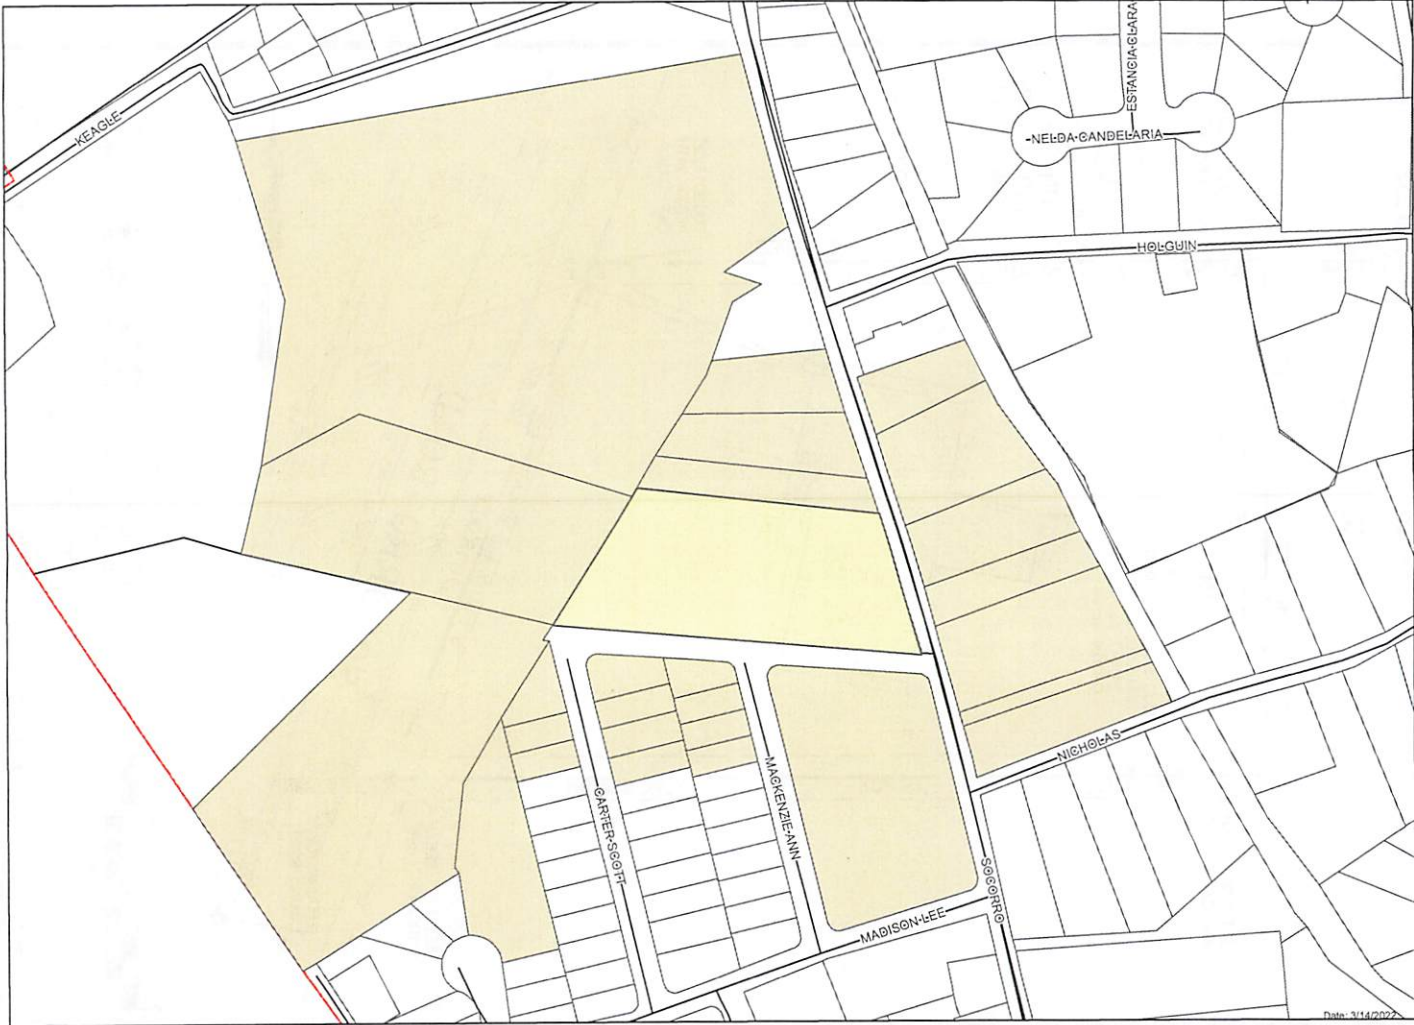 ESTANCIA CLARA
KEAGLE
NELDA CANDELARIA
HOLGUIN
NICHOLAS
MACKENZIE ANN
CARTER SCOTT
SOCORRO
MADISON LEE
Date: 3/14/2022